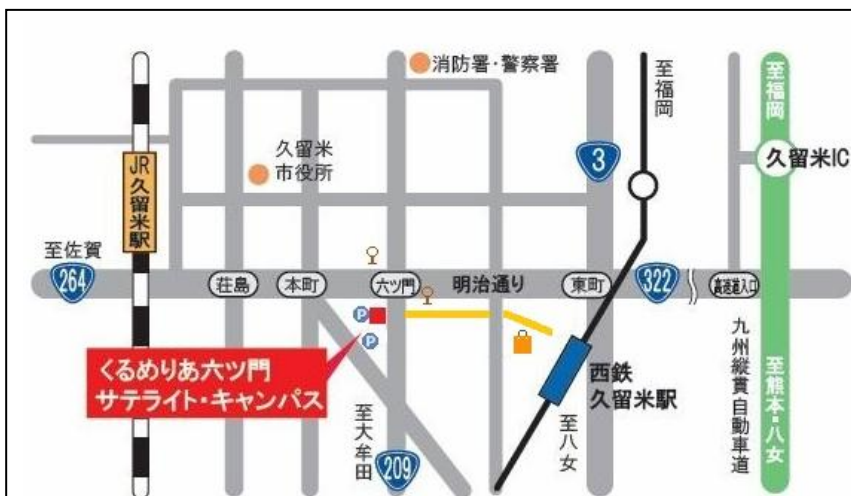 消防署・警察署
至福岡
至福岡
3
久留米IC
久留米
市役所
JR久留米駅
至佐賀
264
荘島
本町
六ツ門
明治通り
東町
322
高速道入口
P
P
くるめりあ六ツ門
サテライト・キャンパス
西鉄
久留米駅
至大牟田
209
至八女
九州縦貫自動車道
至熊本・八女